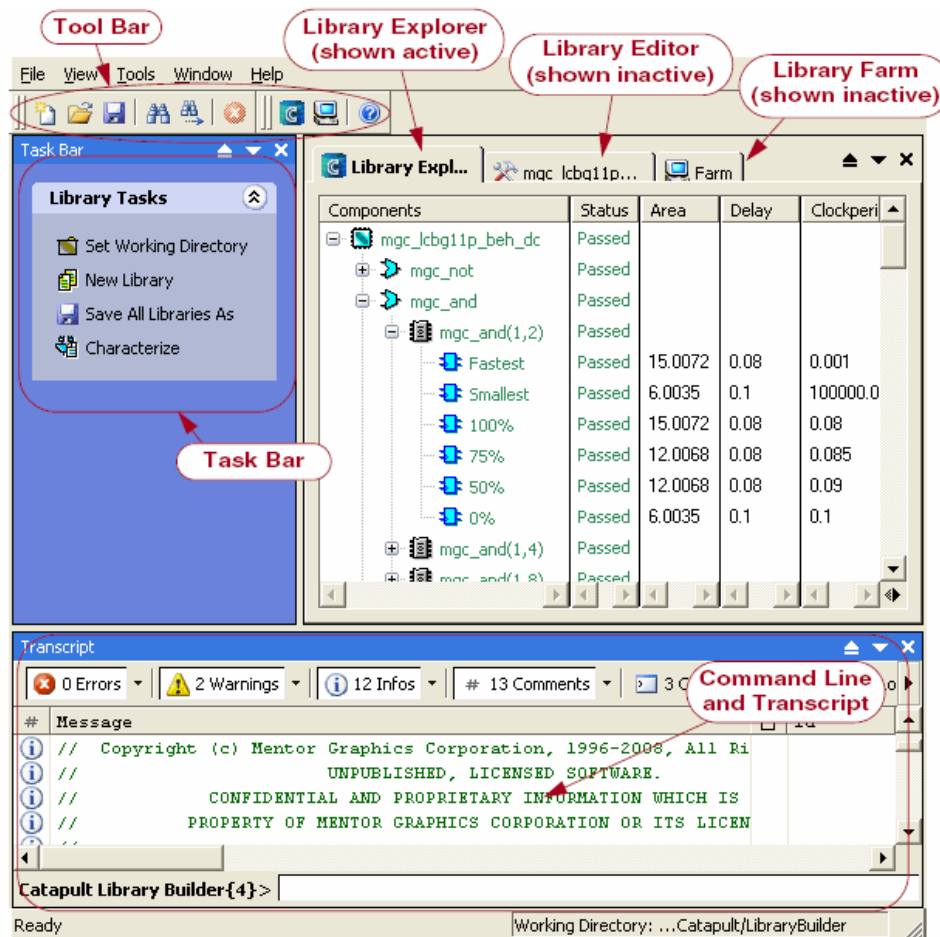 Tool Bar
Library Explorer
(shown active)
Library Editor
(shown inactive)
Library Farm
(shown inactive)
File View Tools Window Help
Task Bar
Library Tasks
Set Working Directory
New Library
Save All Libraries As
Characterize
Task Bar
Library Expl... mgc_lcbg11p... Farm
Components Status Area Delay Clockperi
mgc_lcbg11p_beh_dc Passed
mgc_not Passed
mgc_and Passed
mgc_and(1,2) Passed
Fastest Passed 15.0072 0.08 0.001
Smallest Passed 6.0035 0.1 100000.0
100% Passed 15.0072 0.08 0.08
75% Passed 12.0068 0.08 0.085
50% Passed 12.0068 0.08 0.09
0% Passed 6.0035 0.1 0.1
mgc_and(1,4) Passed
mgc_and(1,8) Passed
Transcript
0 Errors 2 Warnings 12 Infos # 13 Comments 3 C
Command Line
and Transcript
# Message Id
// Copyright (c) Mentor Graphics Corporation, 1996-2008, All Ri
// UNPUBLISHED, LICENSED SOFTWARE.
// CONFIDENTIAL AND PROPRIETARY INFORMATION WHICH IS
// PROPERTY OF MENTOR GRAPHICS CORPORATION OR ITS LICEN
//
Catapult Library Builder{4}>
Ready Working Directory: ...Catapult/LibraryBuilder